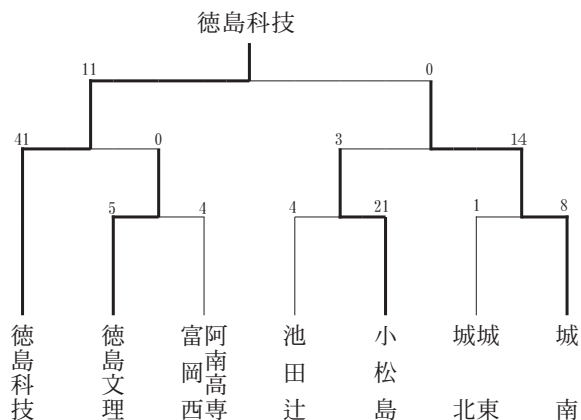 徳島科技
11 0
41 0 3 14
5 4 4 21 1 8
徳島科技
徳島文理
富岡西
阿南高専
池田辻
小松島
城北
城東
城南